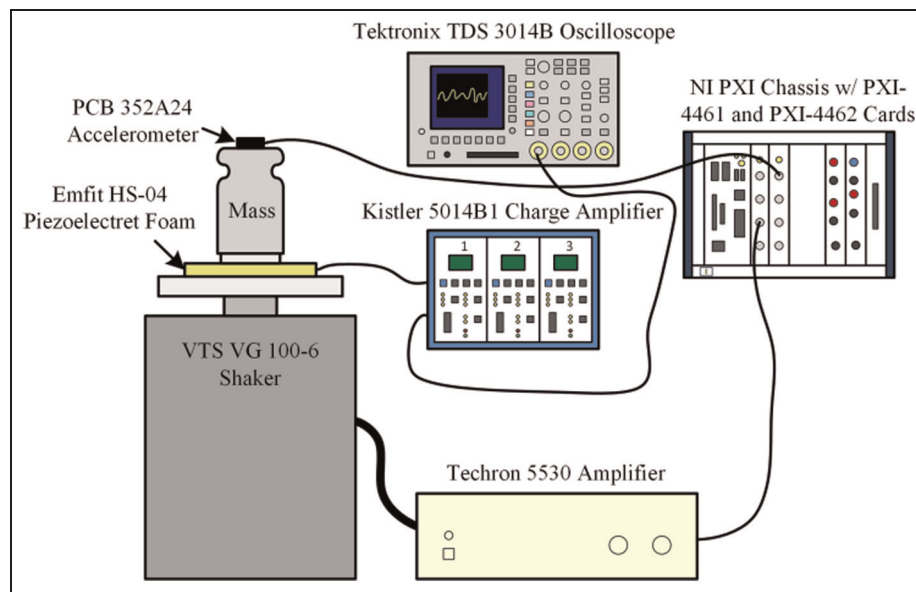 Tektronix TDS 3014B Oscilloscope
NI PXI Chassis w/ PXI-
4461 and PXI-4462 Cards
PCB 352A24
Accelerometer
Emfit HS-04
Piezoelectret Foam
Mass
Kistler 5014B1 Charge Amplifier
1 2 3
VTS VG 100-6
Shaker
Techron 5530 Amplifier